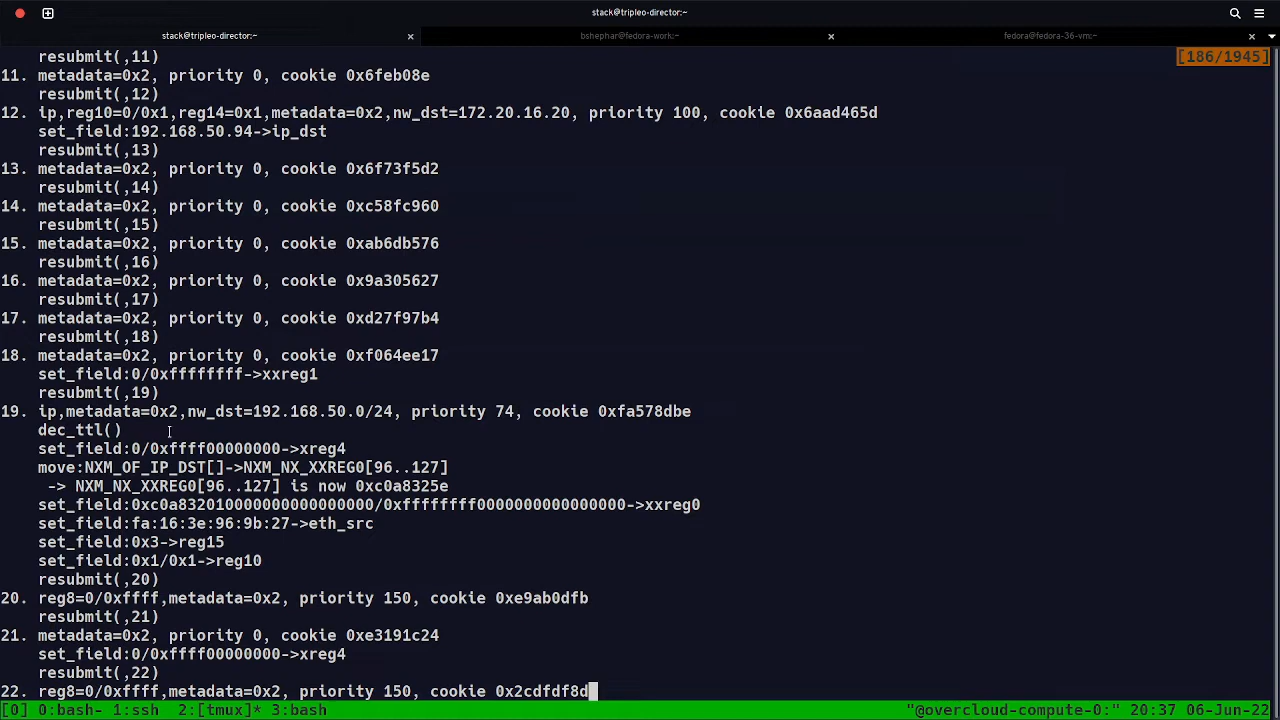 stack@tripleo-director:~
stack@tripleo-director:~
bshephar@fedora-work:~
fedora@fedora-36-vm:~
resubmit(,11)
[186/1945]
11. metadata=0x2, priority 0, cookie 0x6feb08e
resubmit(,12)
12. ip,reg10=0/0x1,reg14=0x1,metadata=0x2,nw_dst=172.20.16.20, priority 100, cookie 0x6aad465d
set_field:192.168.50.94->ip_dst
resubmit(,13)
13. metadata=0x2, priority 0, cookie 0x6f73f5d2
resubmit(,14)
14. metadata=0x2, priority 0, cookie 0xc58fc960
resubmit(,15)
15. metadata=0x2, priority 0, cookie 0xab6db576
resubmit(,16)
16. metadata=0x2, priority 0, cookie 0x9a305627
resubmit(,17)
17. metadata=0x2, priority 0, cookie 0xd27f97b4
resubmit(,18)
18. metadata=0x2, priority 0, cookie 0xf064ee17
set_field:0/0xffffffff->xxreg1
resubmit(,19)
19. ip,metadata=0x2,nw_dst=192.168.50.0/24, priority 74, cookie 0xfa578dbe
dec_ttl()
set_field:0/0xffff00000000->xreg4
move:NXM_OF_IP_DST[]->NXM_NX_XXREG0[96..127]
-> NXM_NX_XXREG0[96..127] is now 0xc0a8325e
set_field:0xc0a832010000000000000000/0xffffffff0000000000000000->xxreg0
set_field:fa:16:3e:96:9b:27->eth_src
set_field:0x3->reg15
set_field:0x1/0x1->reg10
resubmit(,20)
20. reg8=0/0xffff,metadata=0x2, priority 150, cookie 0xe9ab0dfb
resubmit(,21)
21. metadata=0x2, priority 0, cookie 0xe3191c24
set_field:0/0xffff00000000->xreg4
resubmit(,22)
22. reg8=0/0xffff,metadata=0x2, priority 150, cookie 0x2cdfdf8d
[0] 0:bash- 1:ssh 2:[tmux]* 3:bash "@overcloud-compute-0:" 20:37 06-Jun-22